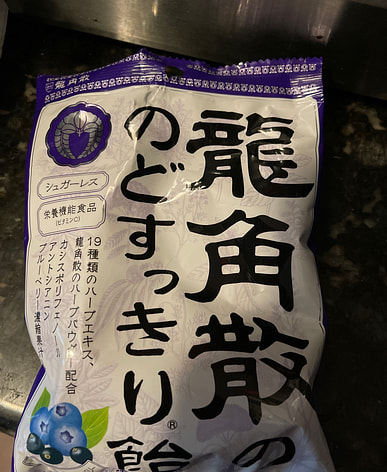 龍角散
龍角散の
のどすっきり®飴
シュガーレス
栄養機能食品
(ビタミンC)
19種類のハーブエキス、
龍角散のハーブパウダー配合
カシスポリフェノール
アントシアニン
ブルーベリー濃縮果汁